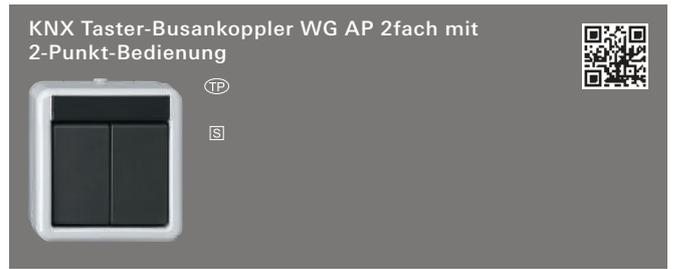 KNX Taster-Busankoppler WG AP 2fach mit
2-Punkt-Bedienung
TP
S